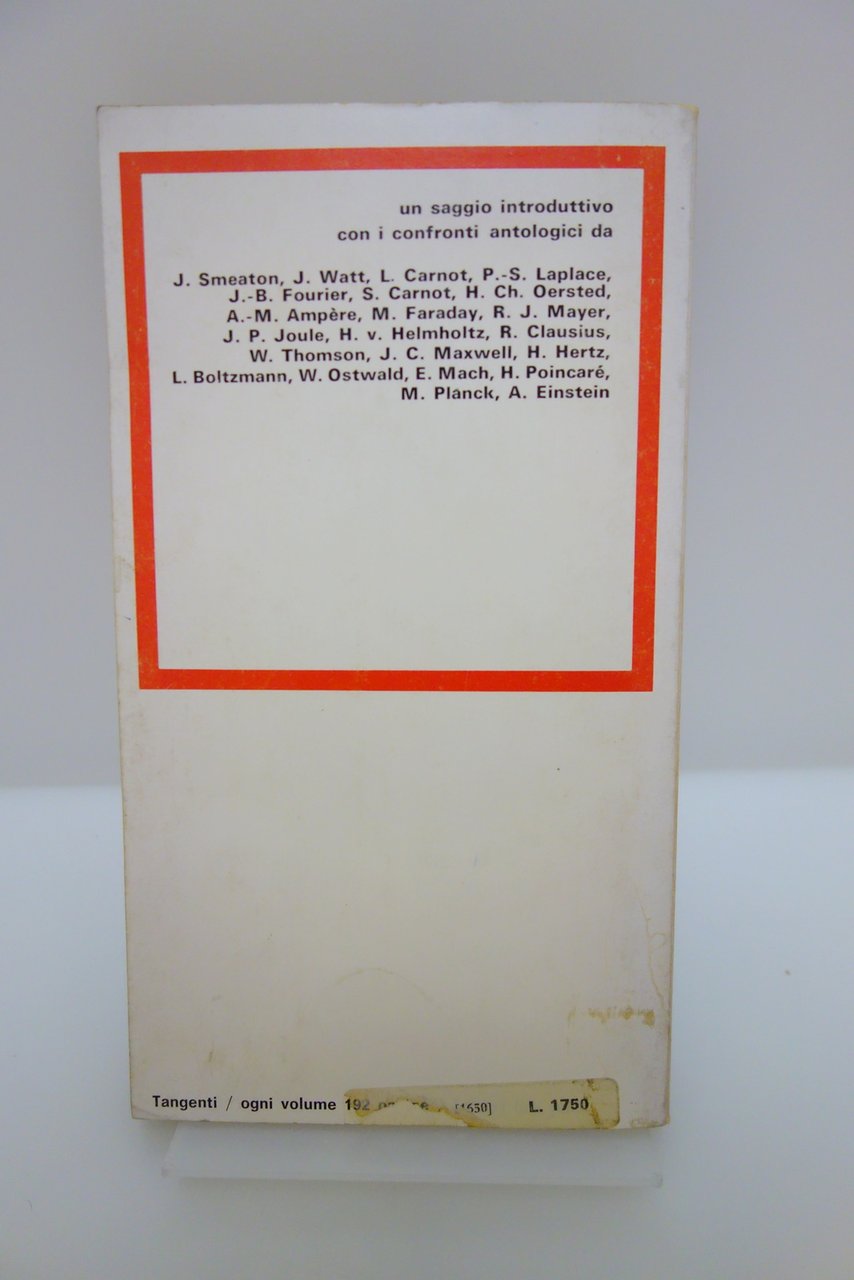 un saggio introduttivo
con i confronti antologici da
J. Smeaton, J. Watt, L. Carnot, P.-S. Laplace,
J.-B. Fourier, S. Carnot, H. Ch. Oersted,
A.-M. Ampère, M. Faraday, R. J. Mayer,
J. P. Joule, H. v. Helmholtz, R. Clausius,
W. Thomson, J. C. Maxwell, H. Hertz,
L. Boltzmann, W. Ostwald, E. Mach, H. Poincaré,
M. Planck, A. Einstein
Tangenti / ogni volume 192 [1650] L. 1750